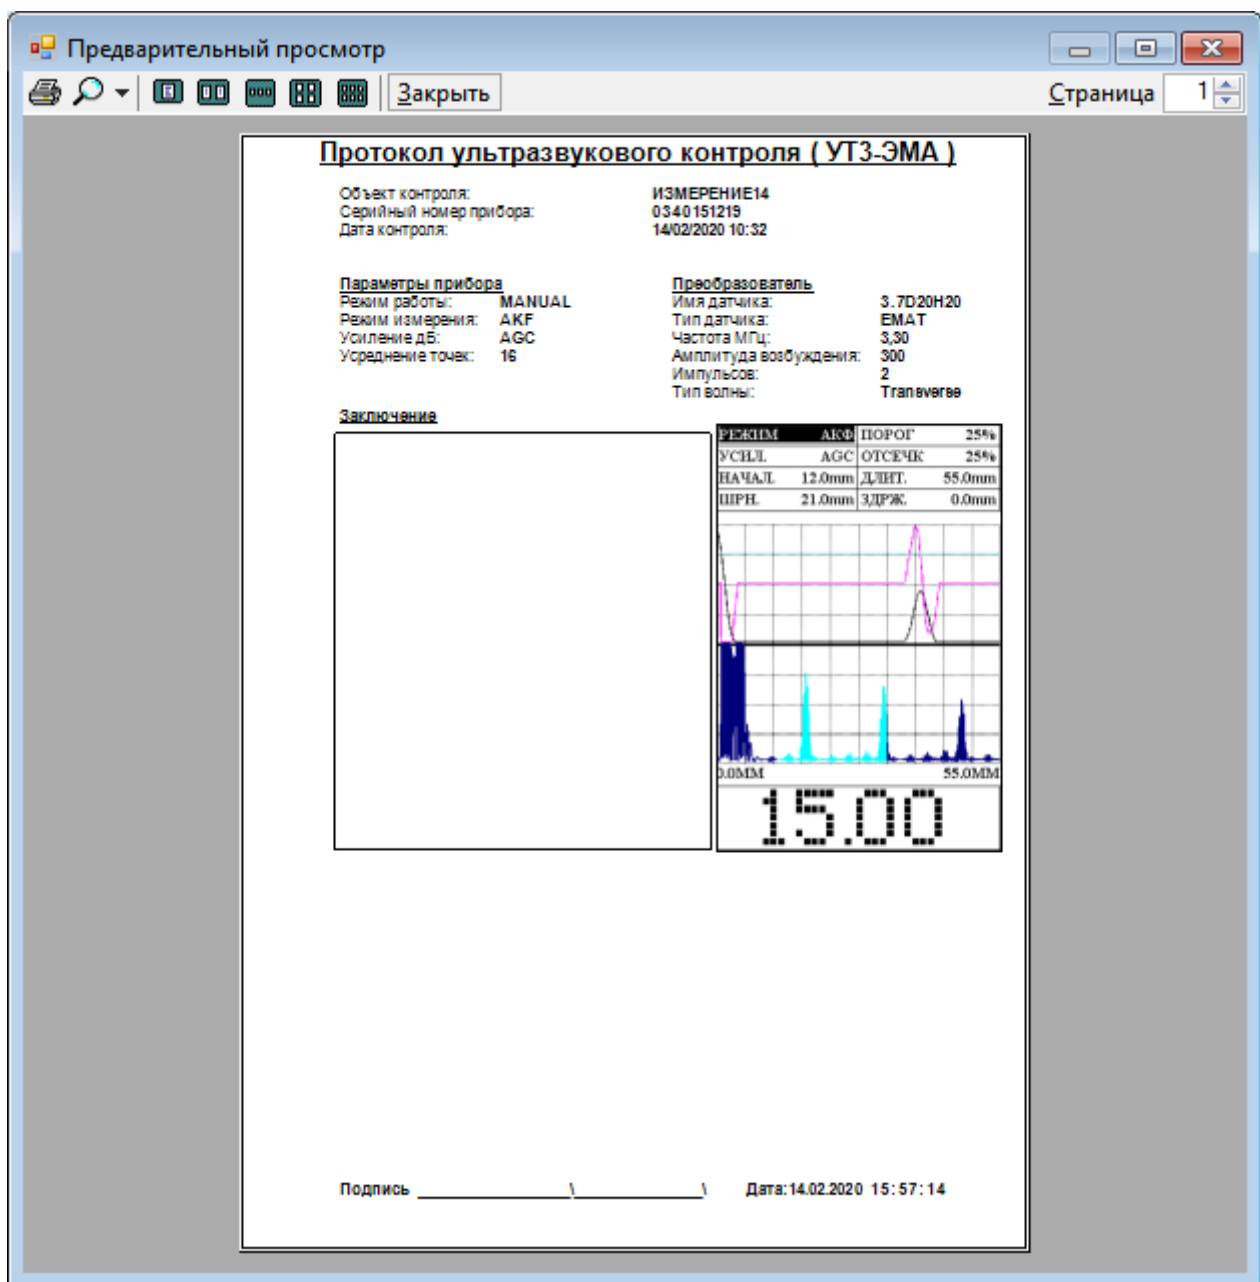 Предварительный просмотр
Закрыть
Страница 1
Протокол ультразвукового контроля ( УТ3-ЭМА )
Объект контроля: ИЗМЕРЕНИЕ14
Серийный номер прибора: 0340151219
Дата контроля: 14/02/2020 10:32
Параметры прибора Преобразователь
Режим работы: MANUAL Имя датчика: 3.7D20H20
Режим измерения: AKF Тип датчика: EMAT
Усиление дБ: AGC Частота МГц: 3,30
Усреднение точек: 16 Амплитуда возбуждения: 300
Импульсов: 2
Тип волны: Transverse
Заключение
РЕЖИМ АКФ ПОРОГ 25%
УСИЛ. AGC ОТСЕЧК 25%
НАЧАЛ. 12.0mm ДЛИТ. 55.0mm
ШРН. 21.0mm ЗДРЖ. 0.0mm
0.0MM 55.0MM
15.00
Подпись ______________\____________\ Дата:14.02.2020 15:57:14